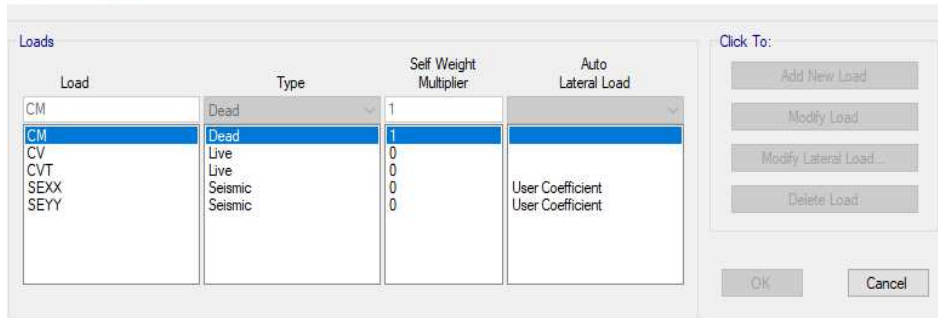 Loads
Click To:
Load Type Self Weight Multiplier Auto Lateral Load
CM Dead 1
CM Dead 1
CV Live 0
CVT Live 0
SEXX Seismic 0 User Coefficient
SEYY Seismic 0 User Coefficient
Add New Load
Modify Load
Modify Lateral Load...
Delete Load
OK Cancel